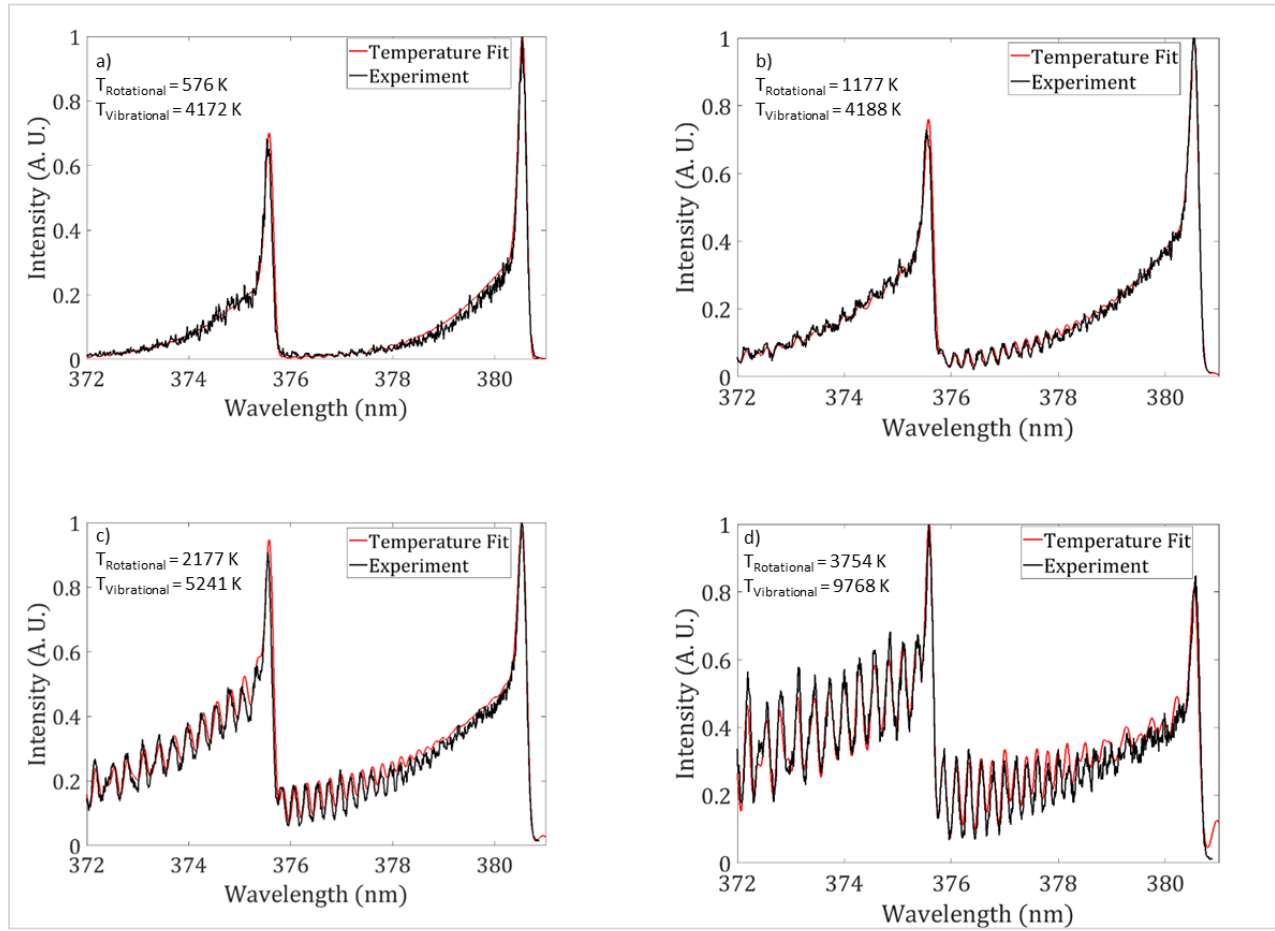 a)
T_Rotational = 576 K
T_Vibrational = 4172 K
Temperature Fit
Experiment
Intensity (A. U.)
1
0.8
0.6
0.4
0.2
0
372 374 376 378 380
Wavelength (nm)
b)
T_Rotational = 1177 K
T_Vibrational = 4188 K
Temperature Fit
Experiment
Intensity (A. U.)
1
0.8
0.6
0.4
0.2
0
372 374 376 378 380
Wavelength (nm)
c)
T_Rotational = 2177 K
T_Vibrational = 5241 K
Temperature Fit
Experiment
Intensity (A. U.)
1
0.8
0.6
0.4
0.2
0
372 374 376 378 380
Wavelength (nm)
d)
T_Rotational = 3754 K
T_Vibrational = 9768 K
Temperature Fit
Experiment
Intensity (A. U.)
1
0.8
0.6
0.4
0.2
0
372 374 376 378 380
Wavelength (nm)